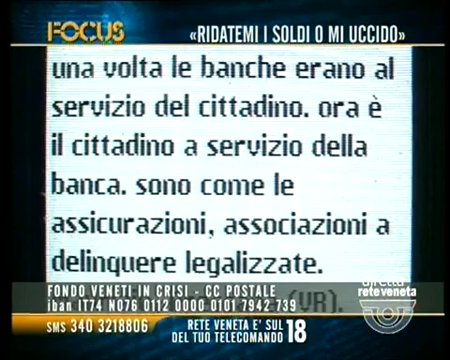 FOCUS
«RIDATEMI I SOLDI O MI UCCIDO»
una volta le banche erano al
servizio del cittadino. ora è
il cittadino a servizio della
banca. sono come le
assicurazioni, associazioni a
delinquere legalizzate.
(VR).
FONDO VENETI IN CRISI - CC POSTALE
iban IT74 N076 0112 0000 0101 7942 739
diretta
reteveneta
SMS 340 3218806
RETE VENETA E' SUL
DEL TUO TELECOMANDO
18